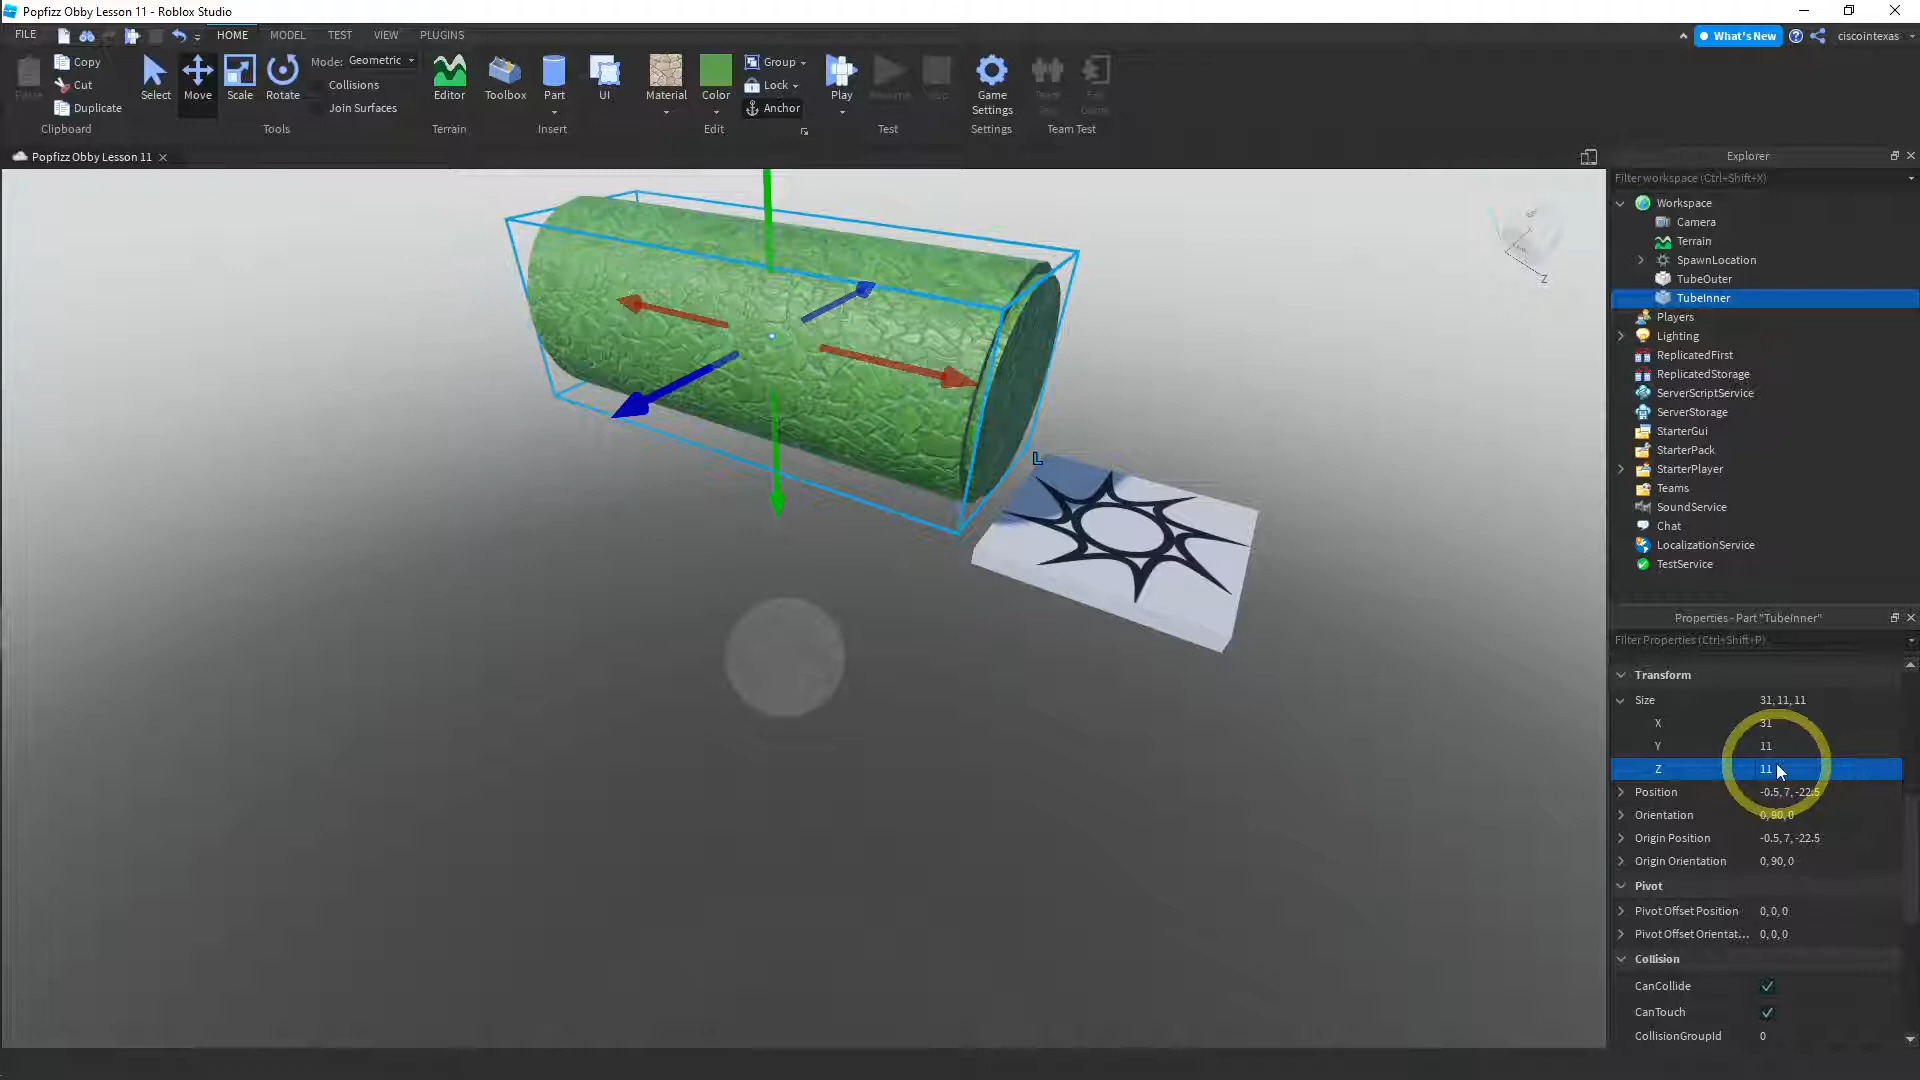 Popfizz Obby Lesson 11 - Roblox Studio
FILE HOME MODEL TEST VIEW PLUGINS What's New ciscointexas
Copy
Cut
Duplicate
Clipboard
Select Move Scale Rotate
Mode: Geometric
Collisions
Join Surfaces
Tools
Editor
Terrain
Toolbox Part UI
Insert
Material Color
Group
Lock
Anchor
Edit
Play
Test
Game Settings
Settings
Team Test
Popfizz Obby Lesson 11
Explorer
Filter workspace (Ctrl+Shift+X)
Workspace
Camera
Terrain
SpawnLocation
TubeOuter
TubeInner
Players
Lighting
ReplicatedFirst
ReplicatedStorage
ServerScriptService
ServerStorage
StarterGui
StarterPack
StarterPlayer
Teams
SoundService
Chat
LocalizationService
TestService
Properties - Part "TubeInner"
Filter Properties (Ctrl+Shift+P)
Transform
Size 31, 11, 11
X 31
Y 11
Z 11
Position -0.5, 7, -22.5
Orientation 0, 90, 0
Origin Position -0.5, 7, -22.5
Origin Orientation 0, 90, 0
Pivot
Pivot Offset Position 0, 0, 0
Pivot Offset Orientat... 0, 0, 0
Collision
CanCollide
CanTouch
CollisionGroupId 0
Z
L